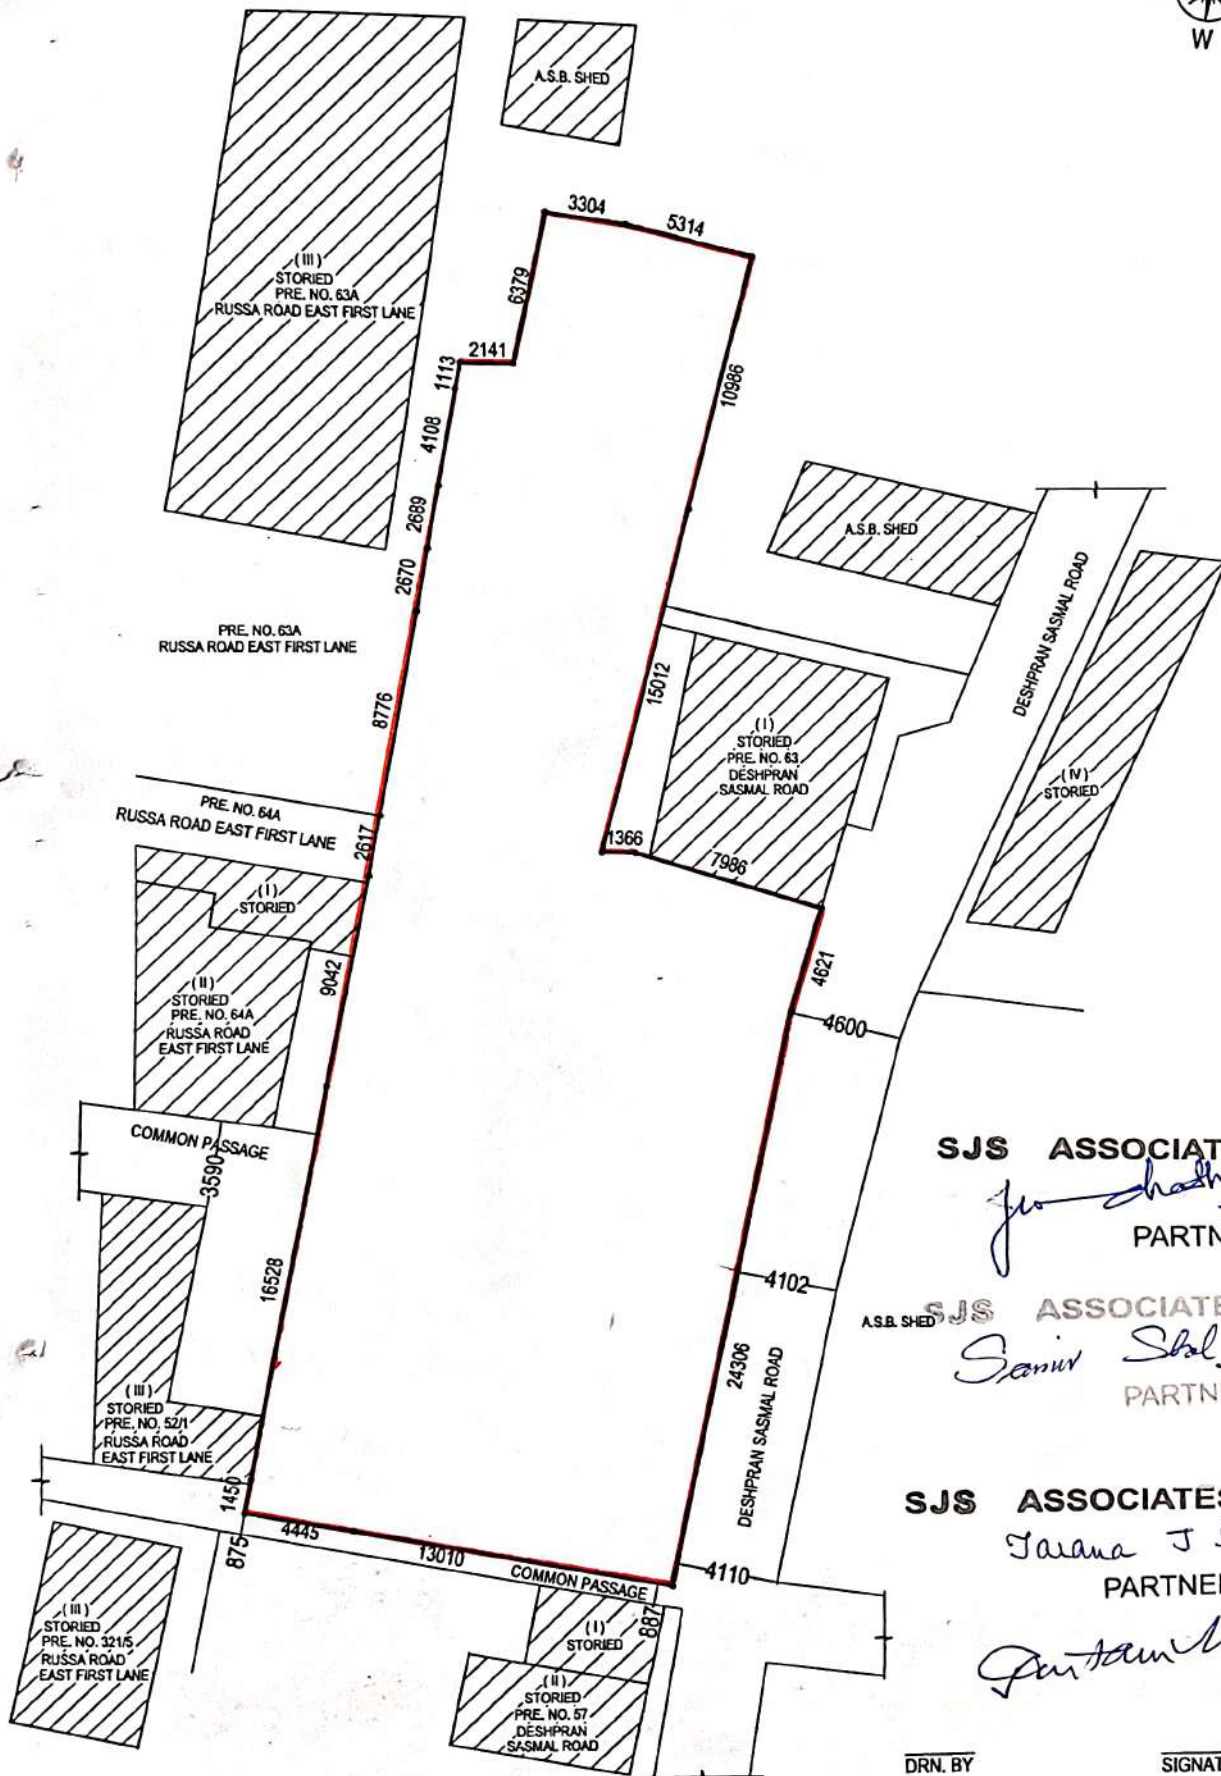 W
A.S.B. SHED
3304
5314
(III)
STORIED
PRE. NO. 63A
RUSSA ROAD EAST FIRST LANE
6379
2141
1113
10986
4108
2689
A.S.B. SHED
2670
DESHPRAN SASMAL ROAD
PRE. NO. 63A
RUSSA ROAD EAST FIRST LANE
15012
8776
(I)
STORIED
PRE. NO. 63
DESHPRAN
SASMAL ROAD
(IV)
STORIED
PRE. NO. 64A
RUSSA ROAD EAST FIRST LANE
2617
1366
7986
(I)
STORIED
9042
4621
(II)
STORIED
PRE. NO. 64A
RUSSA ROAD
EAST FIRST LANE
4600
COMMON PASSAGE
3590
SJS ASSOCIAT
PARTN
16528
4102
A.S.B. SHED
SJS ASSOCIATE
Samir
PARTN
24306
DESHPRAN SASMAL ROAD
(III)
STORIED
PRE. NO. 52/1
RUSSA ROAD
EAST FIRST LANE
1450
SJS ASSOCIATES
Tarana J
PARTNE
4445
875
13010
COMMON PASSAGE
4110
887
(III)
STORIED
PRE. NO. 321/5
RUSSA ROAD
EAST FIRST LANE
(I)
STORIED
(II)
STORIED
PRE. NO. 57
DESHPRAN
SASMAL ROAD
DRN. BY
SIGNAT